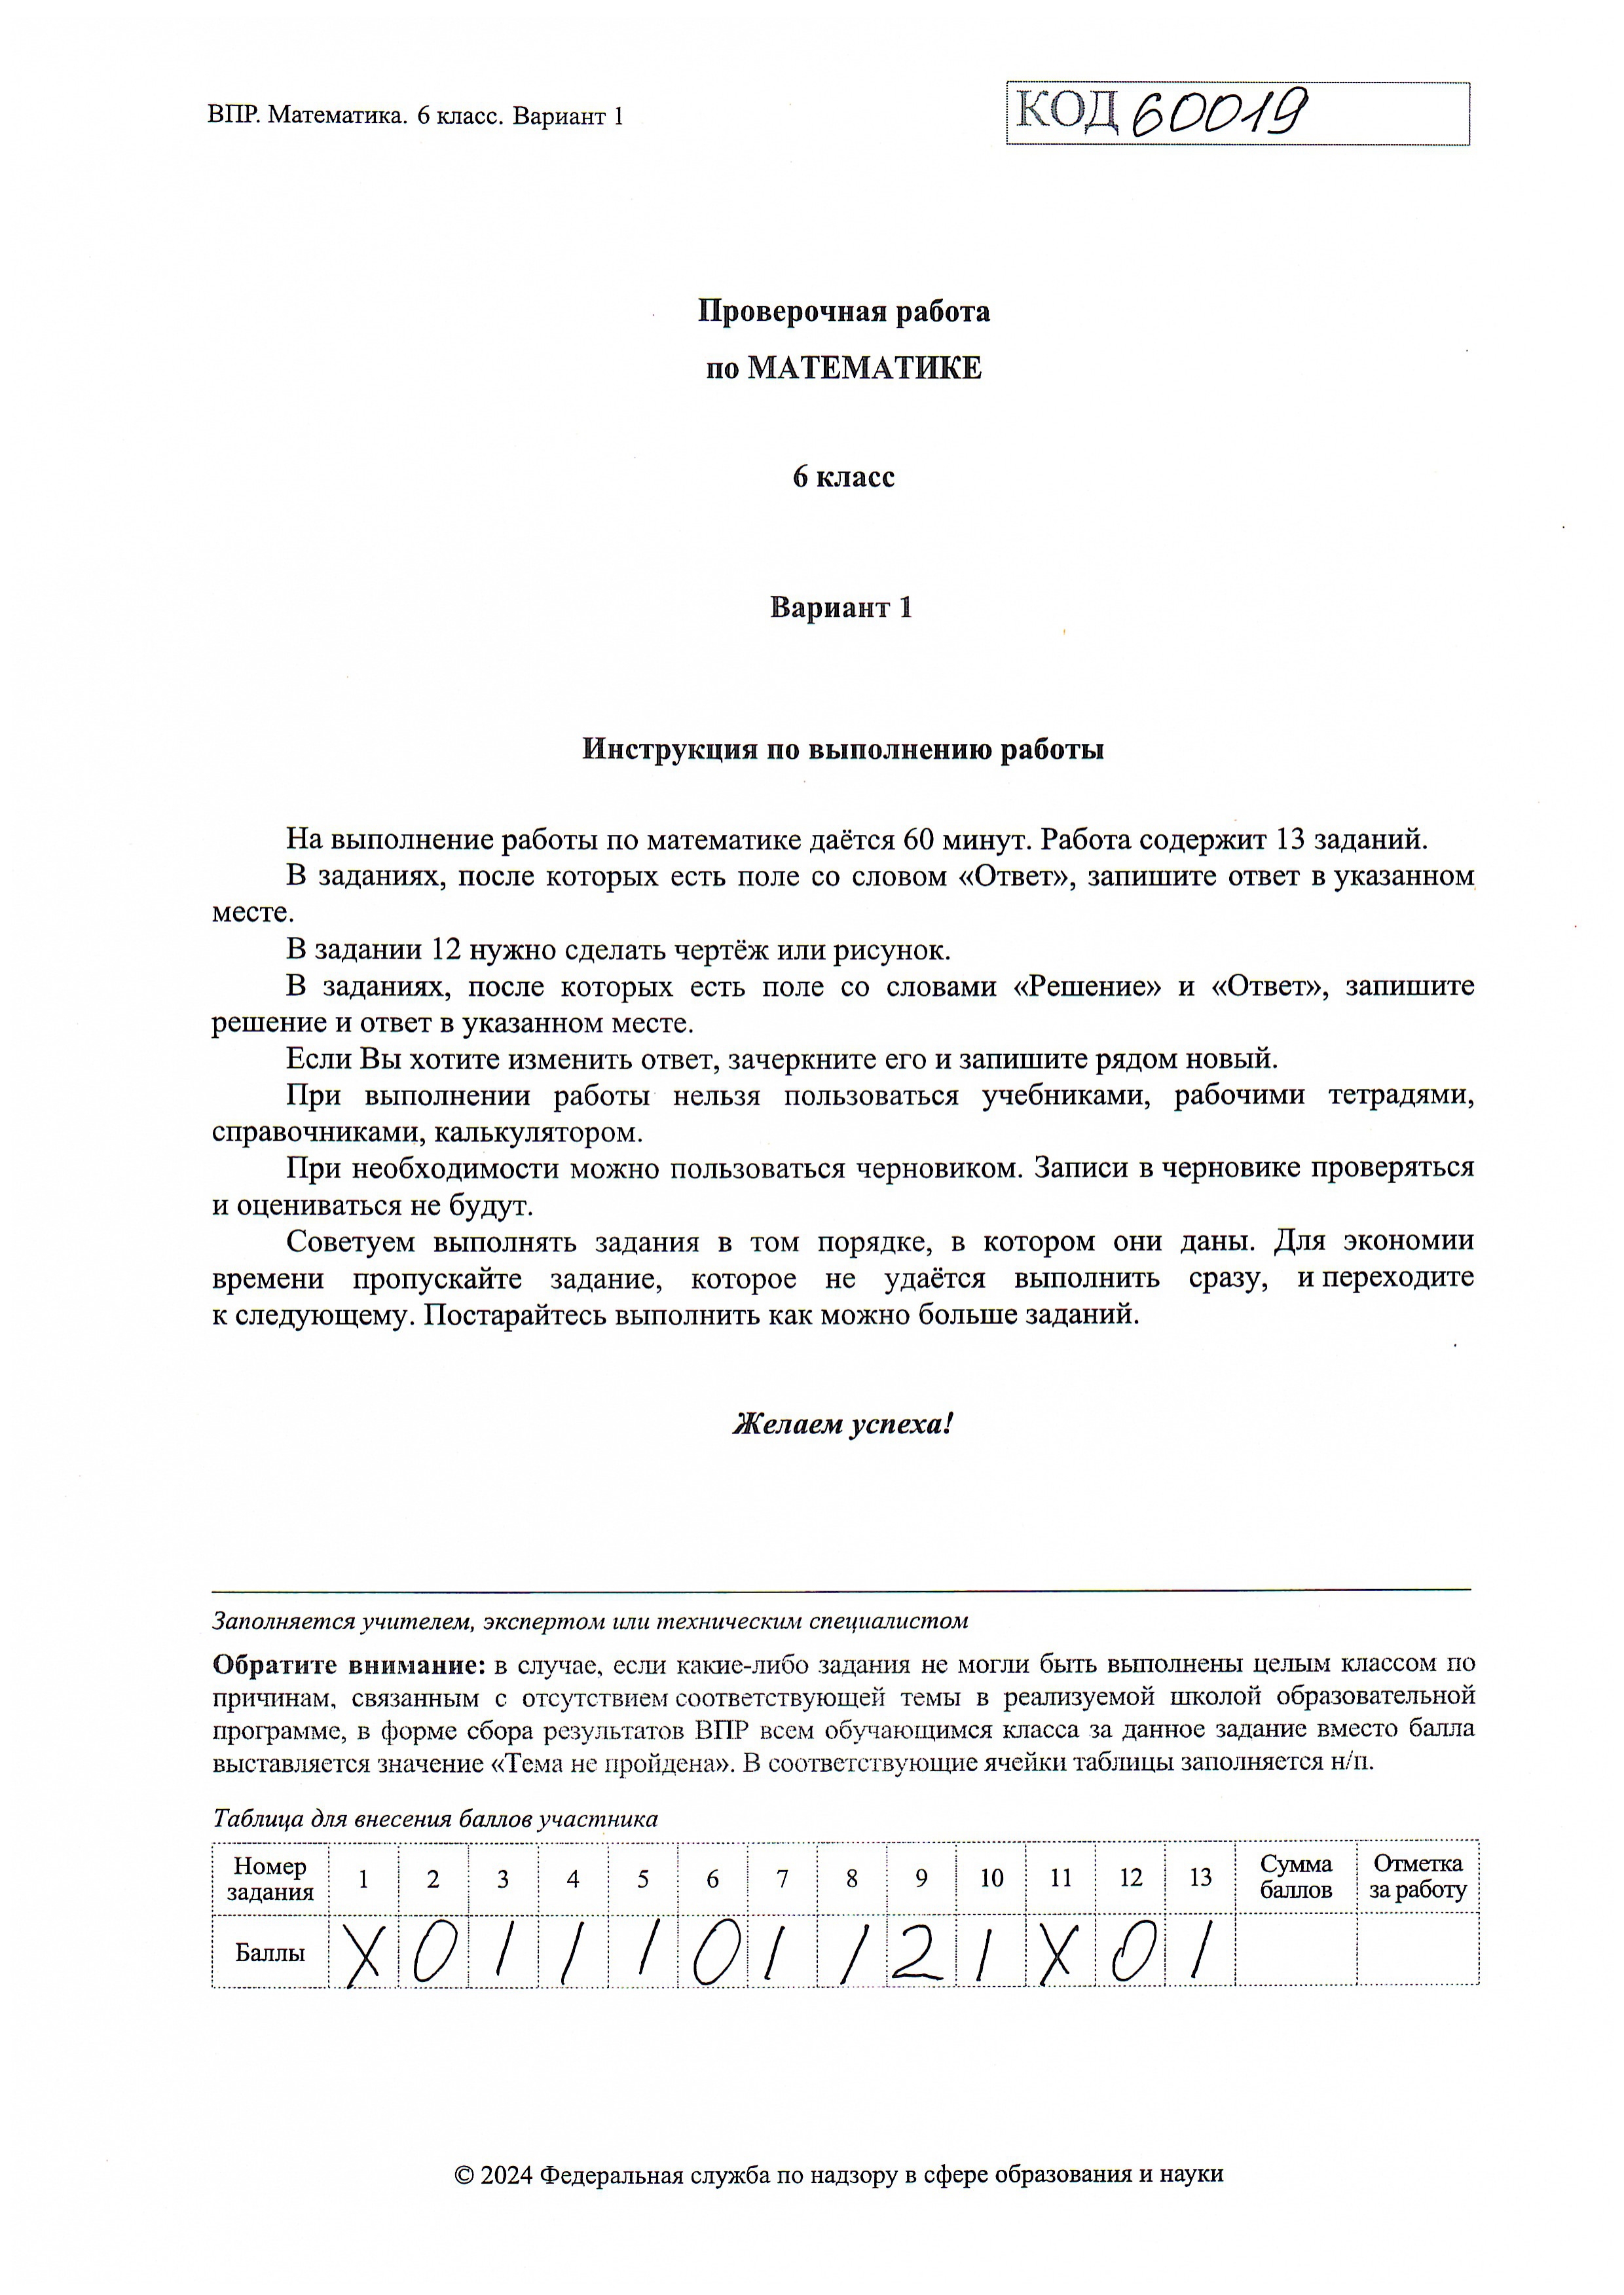 ВПР. Математика. 6 класс. Вариант 1
КОД 60019
Проверочная работа
по МАТЕМАТИКЕ
6 класс
Вариант 1
Инструкция по выполнению работы
На выполнение работы по математике даётся 60 минут. Работа содержит 13 заданий.
В заданиях, после которых есть поле со словом «Ответ», запишите ответ в указанном
месте.
В задании 12 нужно сделать чертёж или рисунок.
В заданиях, после которых есть поле со словами «Решение» и «Ответ», запишите
решение и ответ в указанном месте.
Если Вы хотите изменить ответ, зачеркните его и запишите рядом новый.
При выполнении работы нельзя пользоваться учебниками, рабочими тетрадями,
справочниками, калькулятором.
При необходимости можно пользоваться черновиком. Записи в черновике проверяться
и оцениваться не будут.
Советуем выполнять задания в том порядке, в котором они даны. Для экономии
времени пропускайте задание, которое не удаётся выполнить сразу, и переходите
к следующему. Постарайтесь выполнить как можно больше заданий.
Желаем успеха!
Заполняется учителем, экспертом или техническим специалистом
Обратите внимание: в случае, если какие-либо задания не могли быть выполнены целым классом по
причинам, связанным с отсутствием соответствующей темы в реализуемой школой образовательной
программе, в форме сбора результатов ВПР всем обучающимся класса за данное задание вместо балла
выставляется значение «Тема не пройдена». В соответствующие ячейки таблицы заполняется н/п.
Таблица для внесения баллов участника
Номер задания 1 2 3 4 5 6 7 8 9 10 11 12 13 Сумма баллов Отметка за работу
Баллы X 0 1 1 1 0 1 1 2 1 X 0 1
© 2024 Федеральная служба по надзору в сфере образования и науки